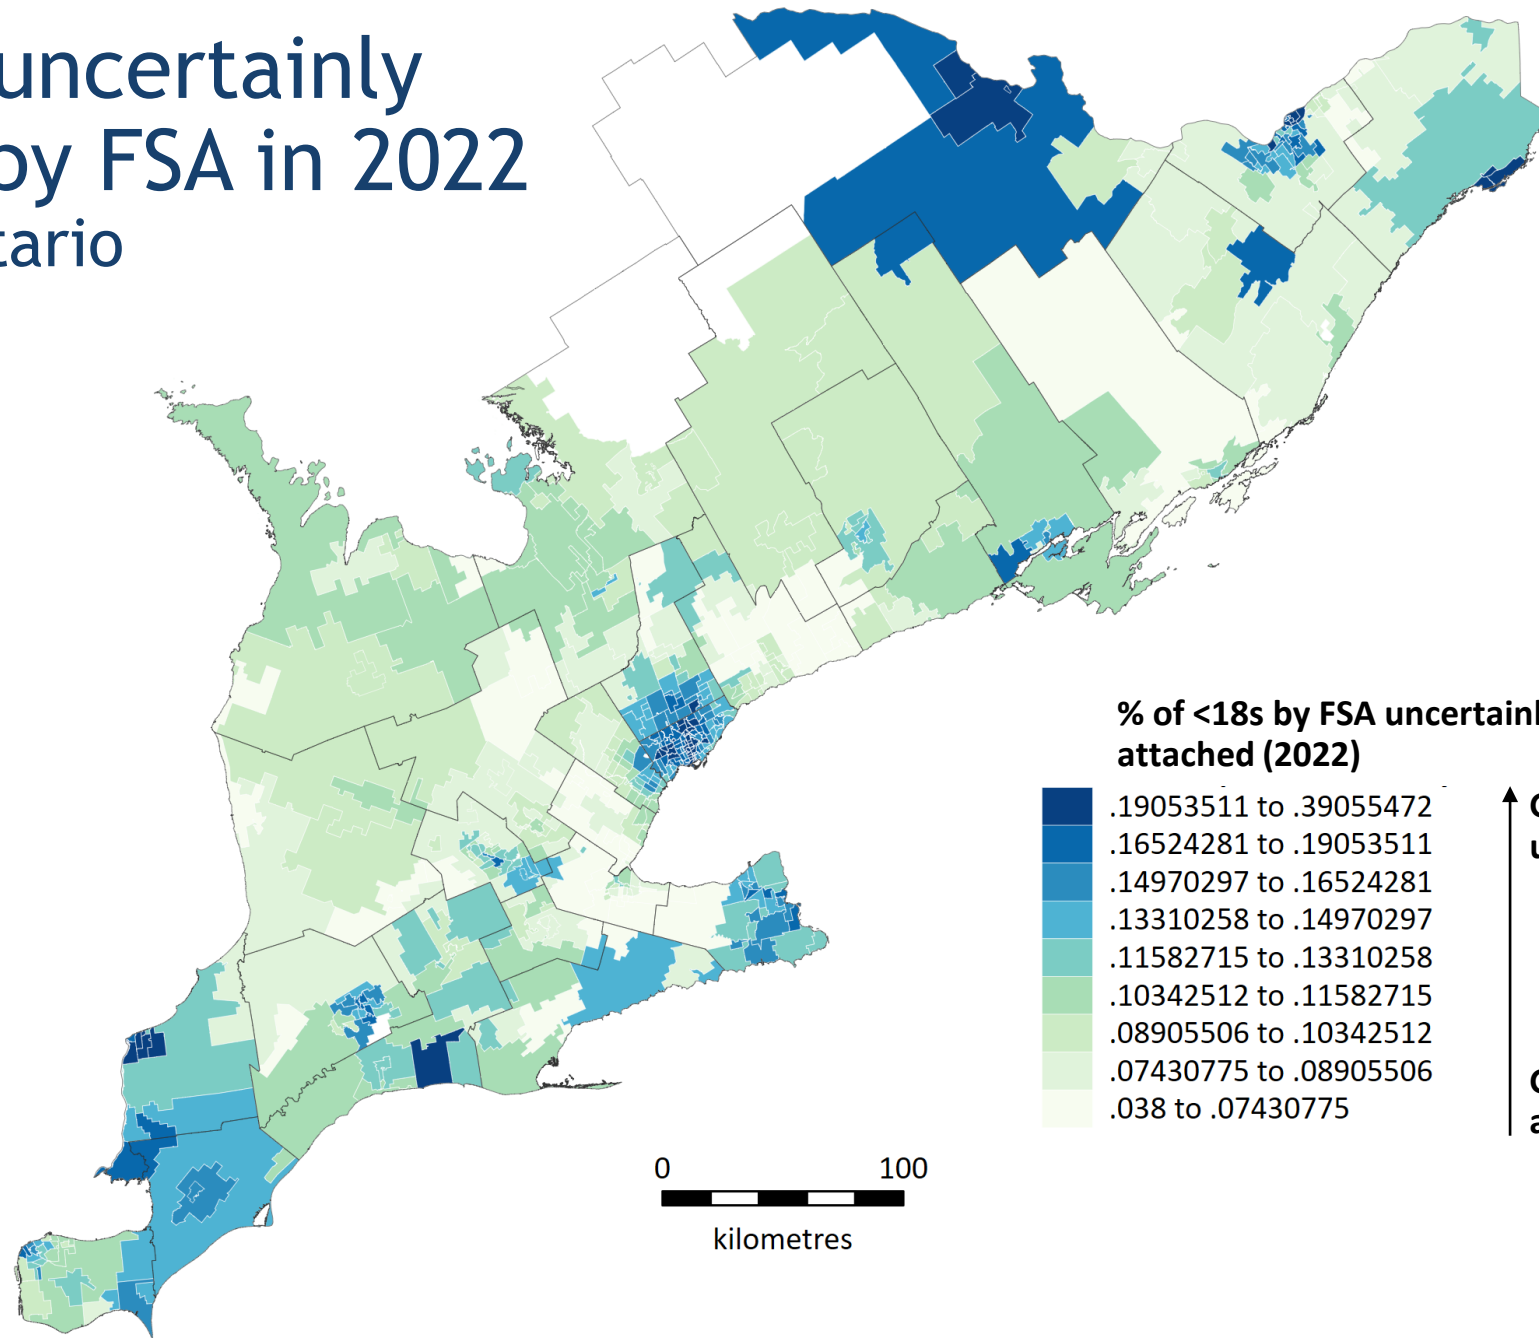 uncertainly
by FSA in 2022
tario
% of <18s by FSA uncertainl
attached (2022)
.19053511 to .39055472
.16524281 to .19053511
.14970297 to .16524281
.13310258 to .14970297
.11582715 to .13310258
.10342512 to .11582715
.08905506 to .10342512
.07430775 to .08905506
.038 to .07430775
0 100
kilometres